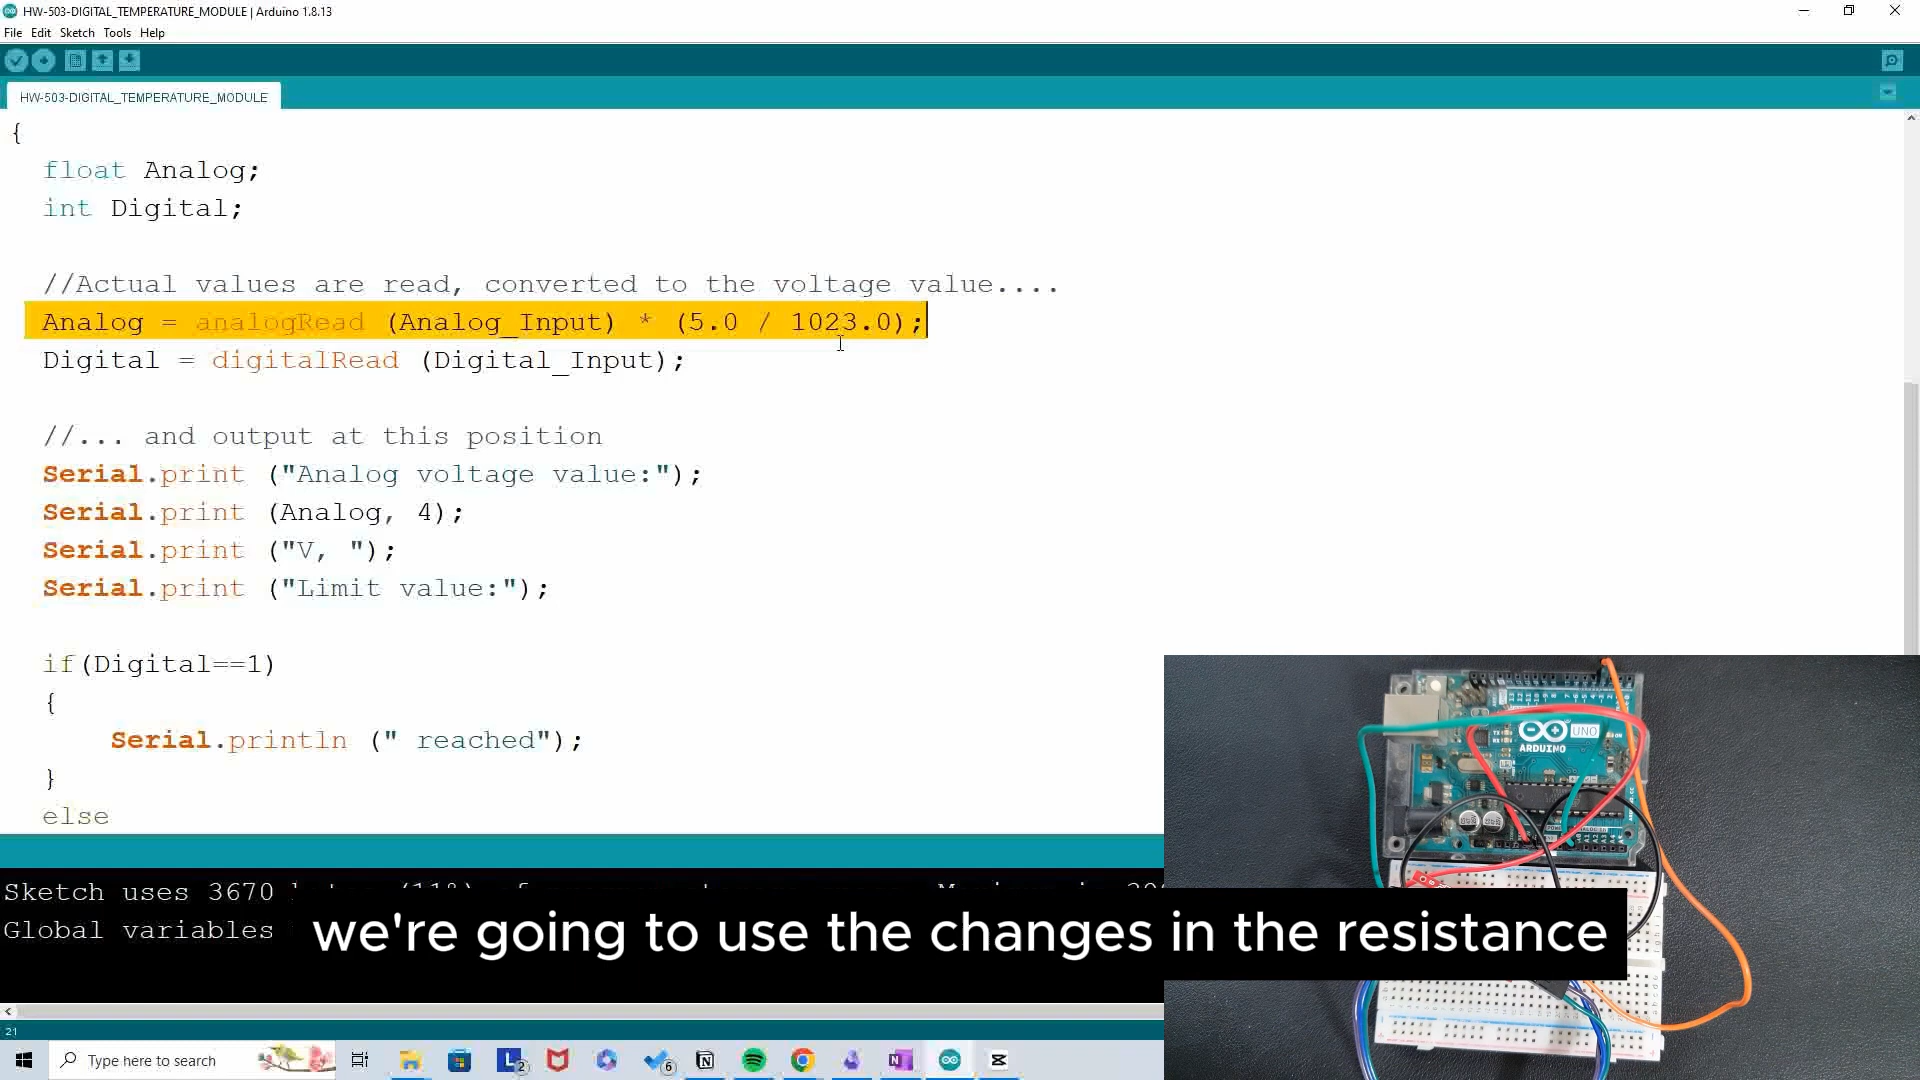 HW-503-DIGITAL_TEMPERATURE_MODULE | Arduino 1.8.13
File Edit Sketch Tools Help
HW-503-DIGITAL_TEMPERATURE_MODULE
{
float Analog;
int Digital;
//Actual values are read, converted to the voltage value....
Analog = analogRead (Analog_Input) * (5.0 / 1023.0);
Digital = digitalRead (Digital_Input);
//... and output at this position
Serial.print ("Analog voltage value:");
Serial.print (Analog, 4);
Serial.print ("V, ");
Serial.print ("Limit value:");
if(Digital==1)
{
Serial.println (" reached");
}
else
UNO
ARDUINO
Sketch uses 3670
Global variables
we're going to use the changes in the resistance
21
Type here to search
2
6